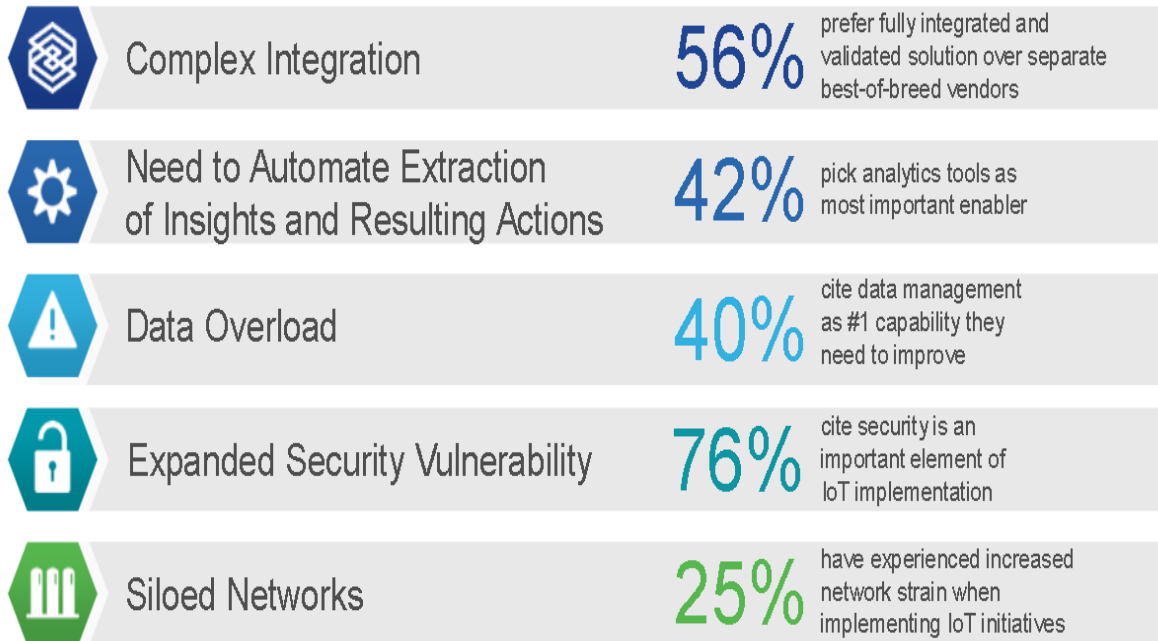 Complex Integration
56%
prefer fully integrated and
validated solution over separate
best-of-breed vendors
Need to Automate Extraction
of Insights and Resulting Actions
42%
pick analytics tools as
most important enabler
Data Overload
40%
cite data management
as #1 capability they
need to improve
Expanded Security Vulnerability
76%
cite security is an
important element of
IoT implementation
Siloed Networks
25%
have experienced increased
network strain when
implementing IoT initiatives